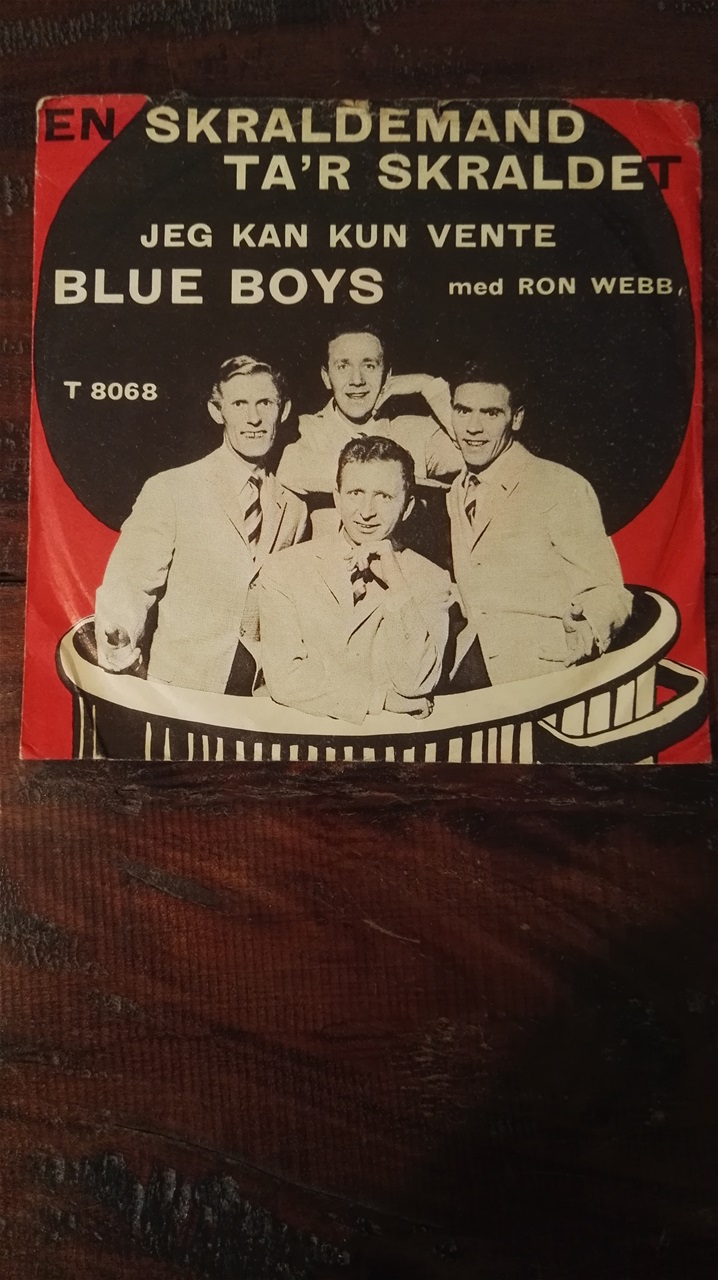 EN SKRALDEMAND
TA'R SKRALDET
JEG KAN KUN VENTE
BLUE BOYS med RON WEBB
T 8068